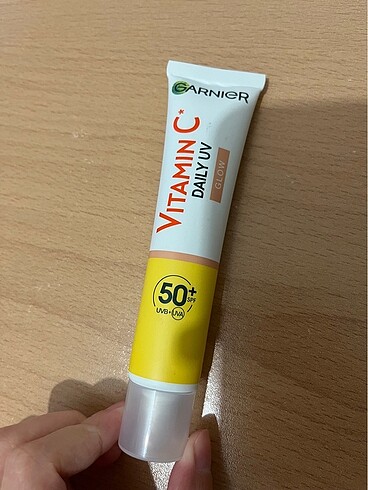 GARNIER
VITAMIN C*
DAILY UV
GLOW
50+
SPF
UVB+UVA